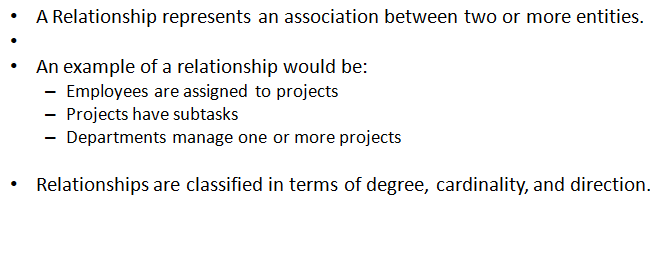 • A Relationship represents an association between two or more entities.
•
• An example of a relationship would be:
– Employees are assigned to projects
– Projects have subtasks
– Departments manage one or more projects
• Relationships are classified in terms of degree, cardinality, and direction.